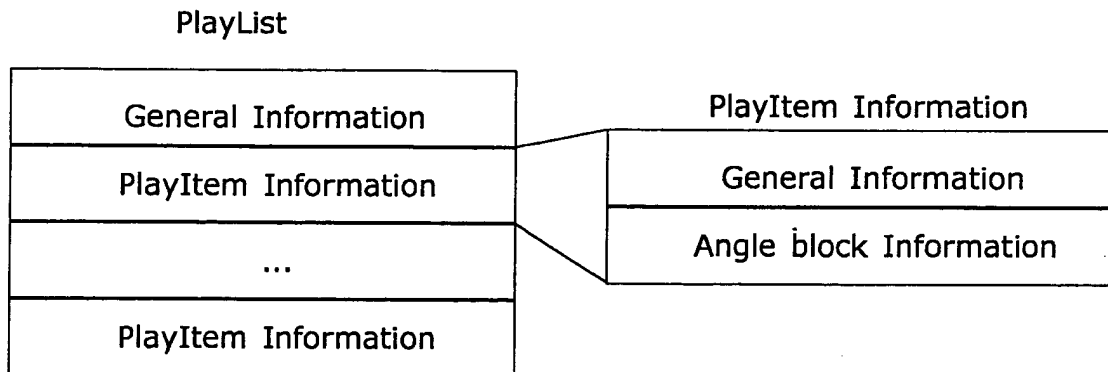 PlayList
General Information
PlayItem Information
...
PlayItem Information
PlayItem Information
General Information
Angle block Information